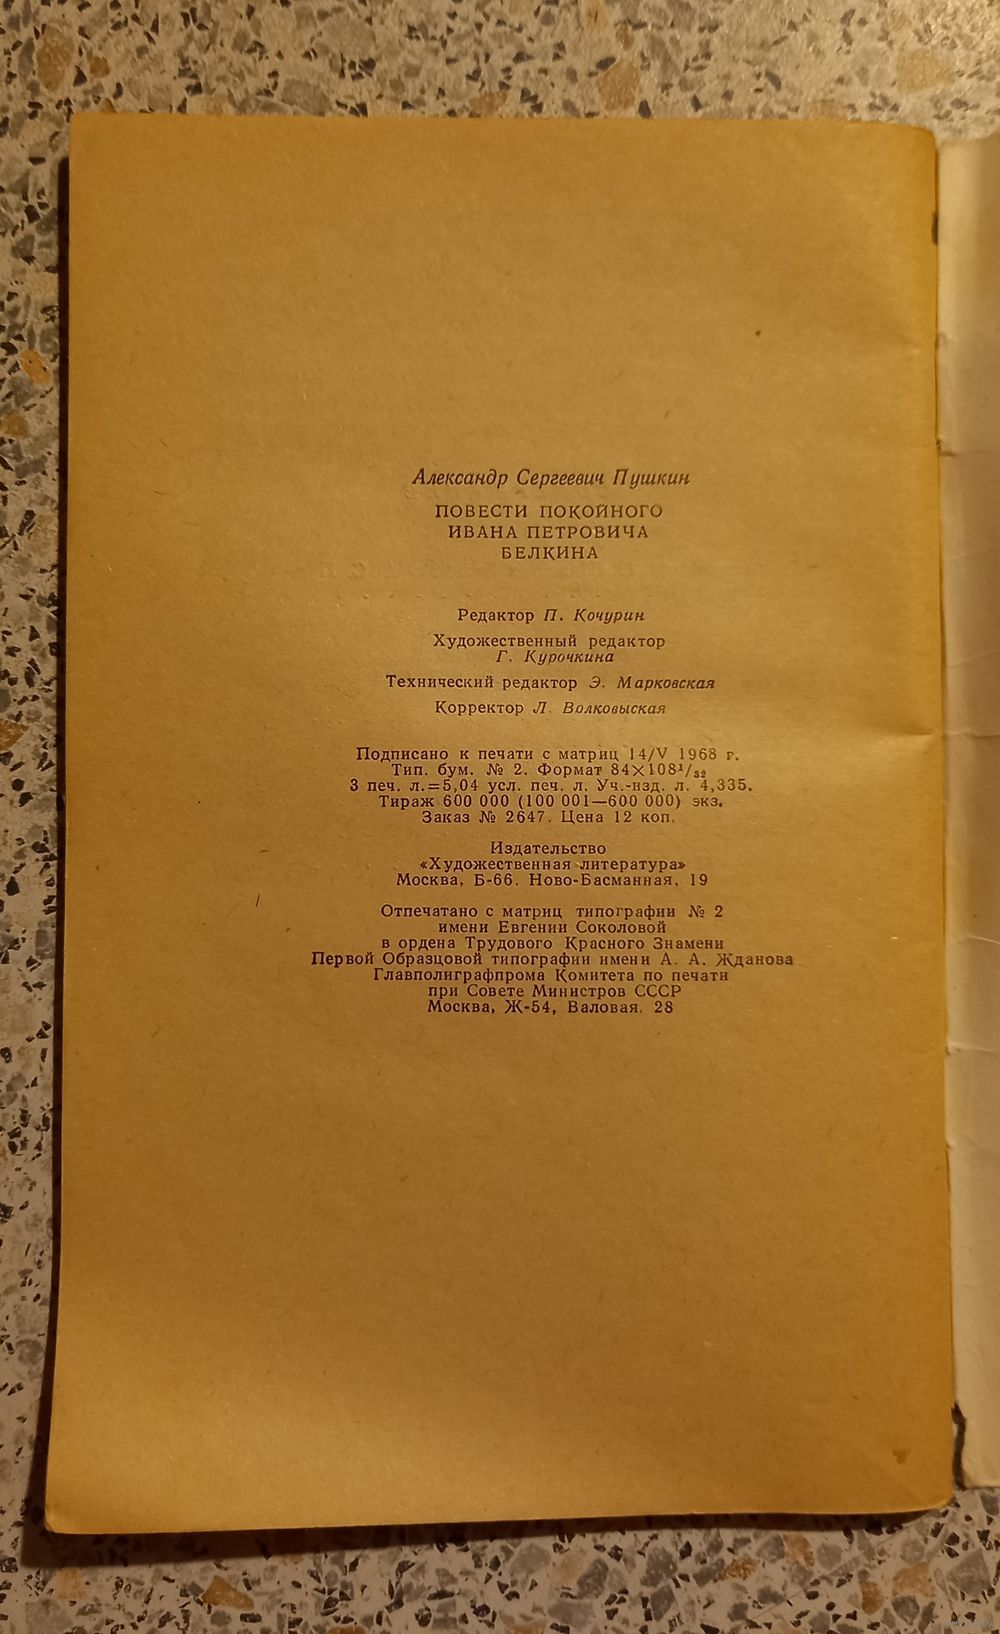 Александр Сергеевич Пушкин
ПОВЕСТИ ПОКОЙНОГО
ИВАНА ПЕТРОВИЧА
БЕЛКИНА
Редактор П. Кочурин
Художественный редактор
Г. Курочкина
Технический редактор Э. Марковская
Корректор Л. Волковыская
Подписано к печати с матриц 14/V 1968 г.
Тип. бум. № 2. Формат 84×108¹/₃₂
3 печ. л.=5,04 усл. печ. л. Уч.-изд. л. 4,335.
Тираж 600 000 (100 001—600 000) экз.
Заказ № 2647. Цена 12 коп.
Издательство
«Художественная литература»
Москва, Б-66. Ново-Басманная, 19
Отпечатано с матриц типографии № 2
имени Евгении Соколовой
в ордена Трудового Красного Знамени
Первой Образцовой типографии имени А. А. Жданова
Главполиграфпрома Комитета по печати
при Совете Министров СССР
Москва, Ж-54, Валовая, 28